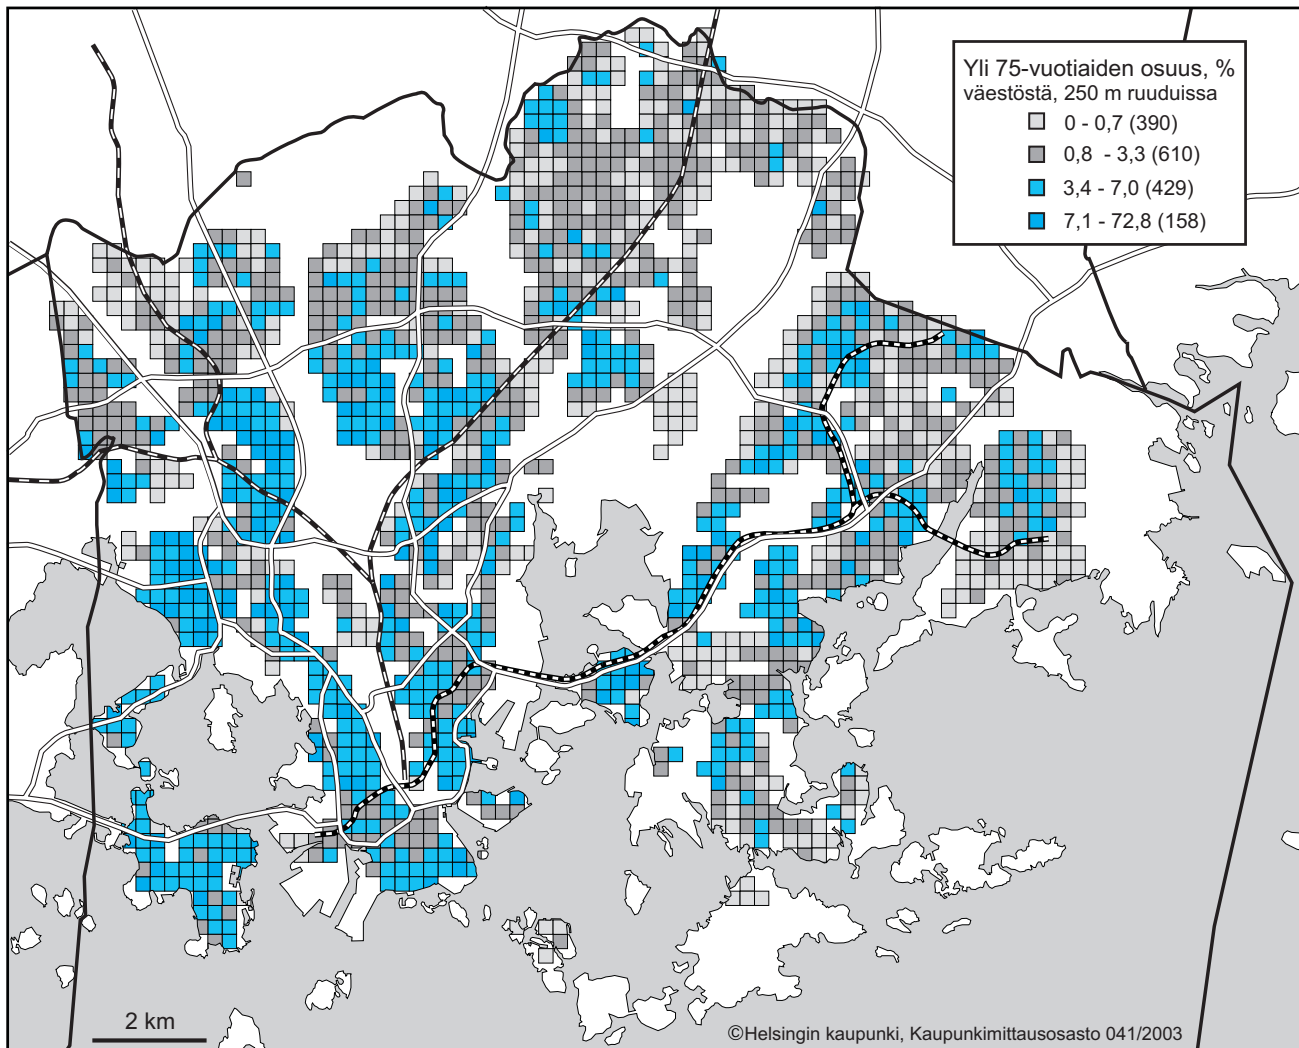 Yli 75-vuotiaiden osuus, %
väestöstä, 250 m ruuduissa
0 - 0,7 (390)
0,8 - 3,3 (610)
3,4 - 7,0 (429)
7,1 - 72,8 (158)
2 km
©Helsingin kaupunki, Kaupunkimittausosasto 041/2003